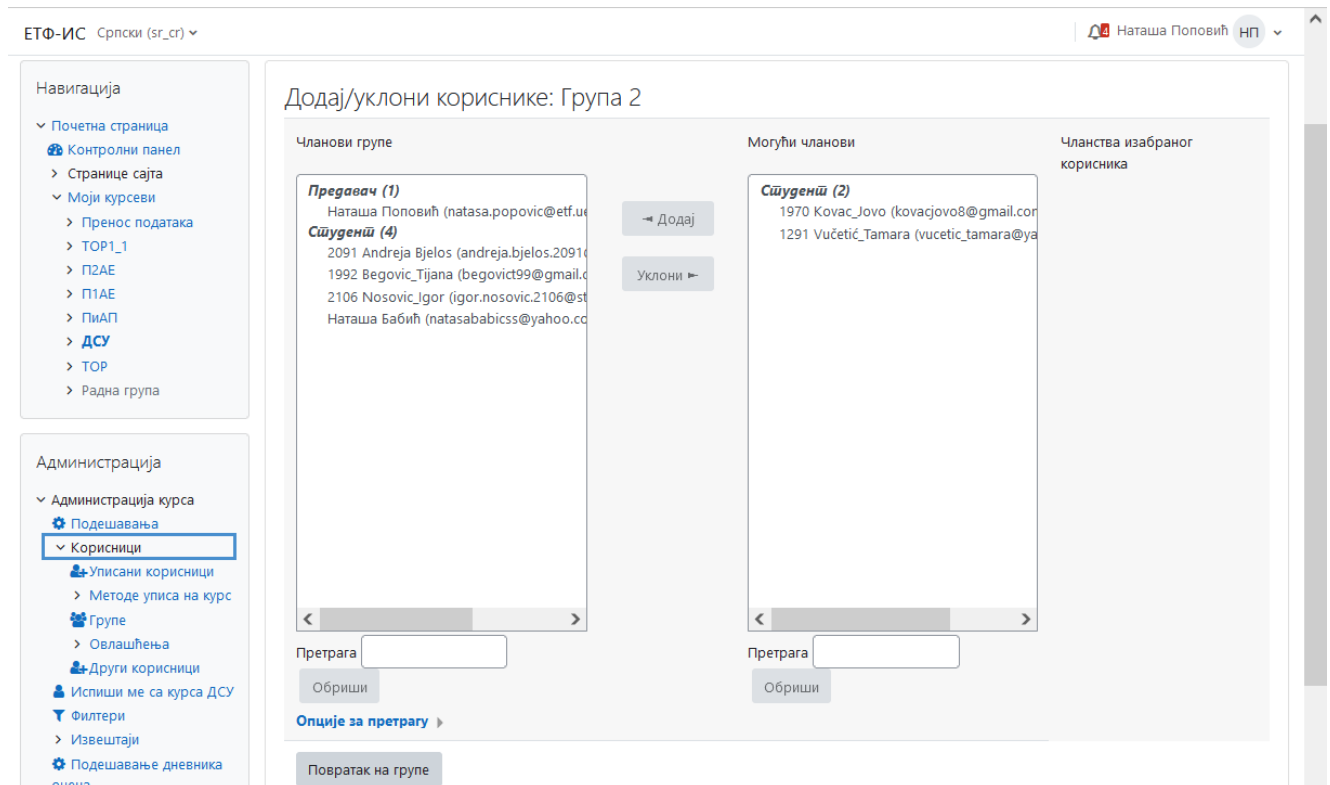 ЕТФ-ИС Српски (sr_cr)
4 Наташа Поповић НП
Навигација
Почетна страница
Контролни панел
Странице сајта
Моји курсеви
Пренос података
ТОР1_1
П2АЕ
П1АЕ
ПиАП
ДСУ
ТОР
Радна група
Администрација
Администрација курса
Подешавања
Корисници
Уписани корисници
Методе уписа на курс
Групе
Овлашћења
Други корисници
Испиши ме са курса ДСУ
Филтери
Извештаји
Подешавање дневника
Додај/уклони кориснике: Група 2
Чланови групе
Предавач (1)
Наташа Поповић (natasa.popovic@etf.ue
Студент (4)
2091 Andreja Bjelos (andreja.bjelos.2091
1992 Begovic_Tijana (begovict99@gmail.c
2106 Nosovic_Igor (igor.nosovic.2106@st
Наташа Бабић (natasababicss@yahoo.co
Претрага
Обриши
Опције за претрагу
Повратак на групе
Додај
Уклони
Могући чланови
Студент (2)
1970 Kovac_Jovo (kovacjovo8@gmail.com
1291 Vučetić_Tamara (vucetic_tamara@ya
Претрага
Обриши
Чланства изабраног
корисника